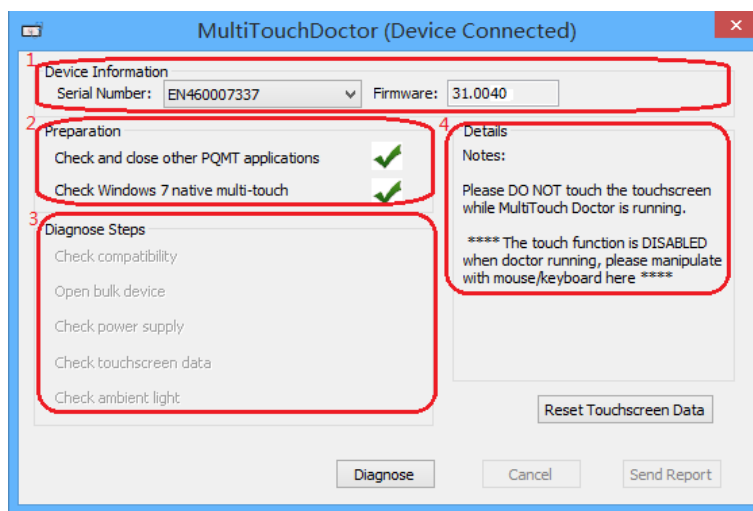 MultiTouchDoctor (Device Connected)
1
Device Information
Serial Number: EN460007337 Firmware: 31.0040
2
Preparation
Check and close other PQMT applications
Check Windows 7 native multi-touch
3
Diagnose Steps
Check compatibility
Open bulk device
Check power supply
Check touchscreen data
Check ambient light
4
Details
Notes:
Please DO NOT touch the touchscreen
while MultiTouch Doctor is running.
**** The touch function is DISABLED
when doctor running, please manipulate
with mouse/keyboard here ****
Reset Touchscreen Data
Diagnose Cancel Send Report